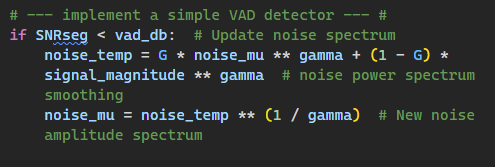 # --- implement a simple VAD detector --- #
if SNRseg < vad_db:  # Update noise spectrum
    noise_temp = G * noise_mu ** gamma + (1 - G) *
    signal_magnitude ** gamma  # noise power spectrum
    smoothing
    noise_mu = noise_temp ** (1 / gamma)  # New noise
    amplitude spectrum